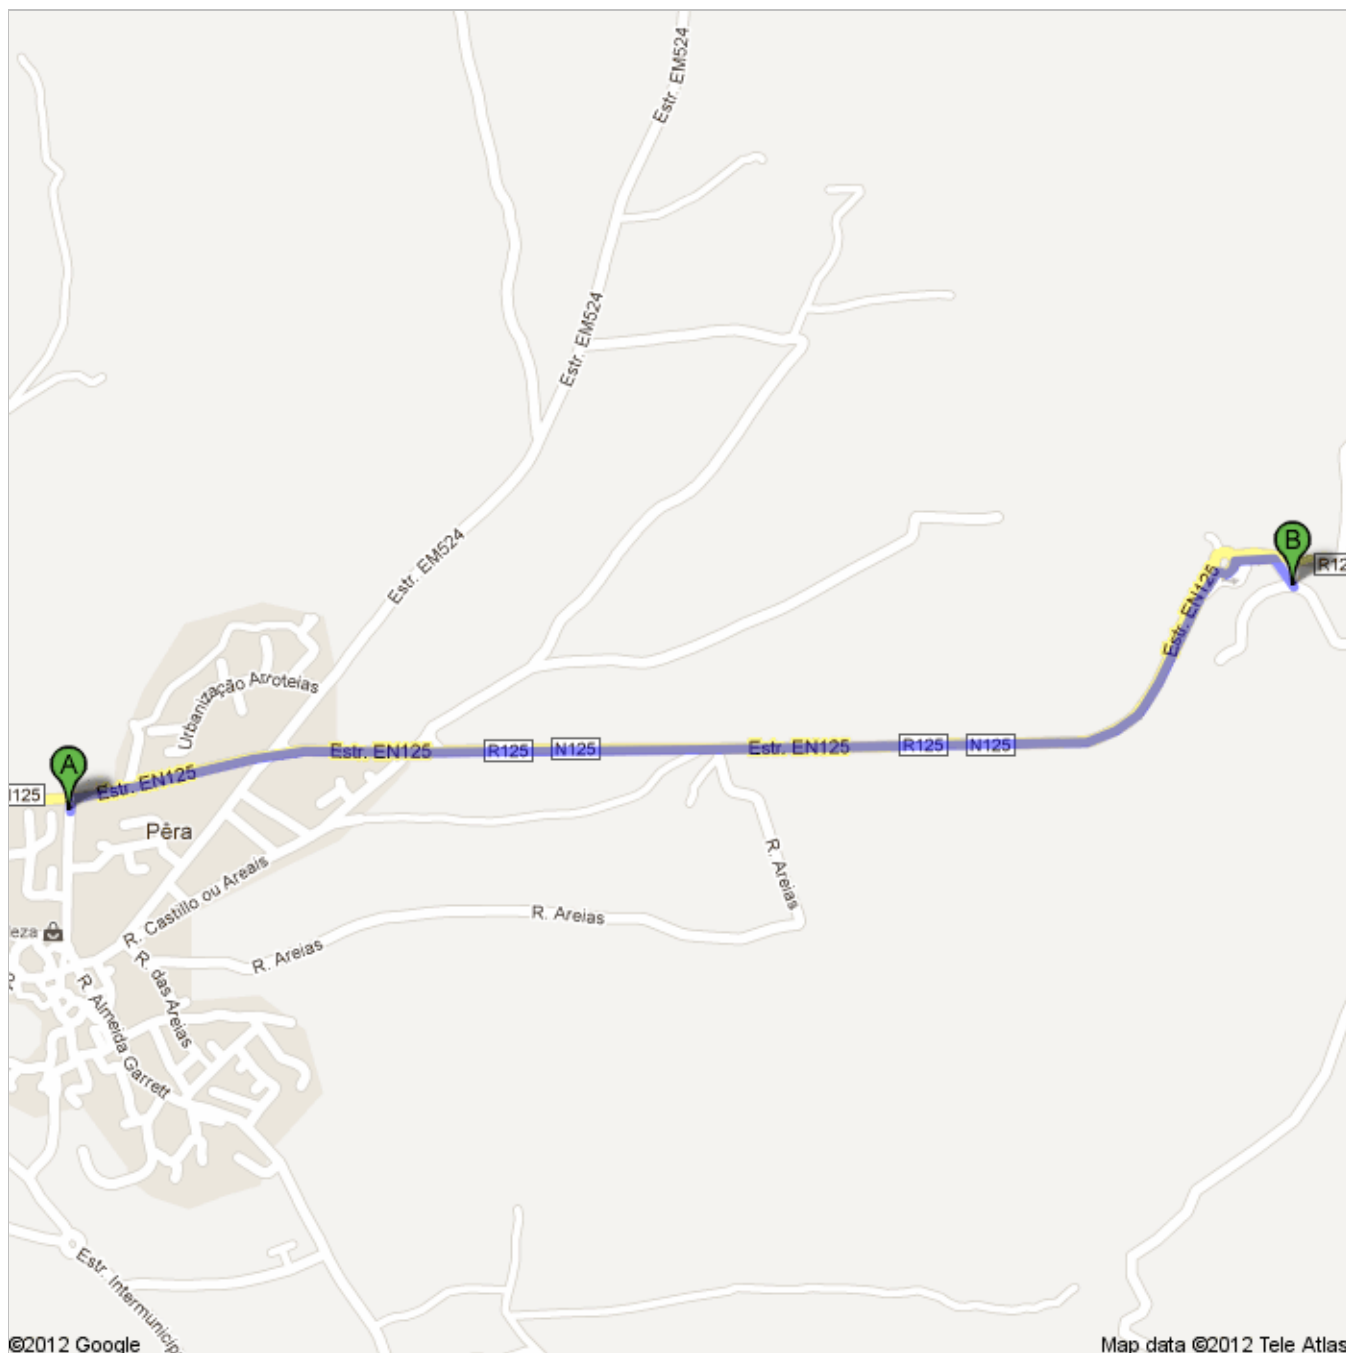 Estr. EM524
Estr. EM524
Estr. EM524
B
R12
Estr. EN125
Urbanização Arroteias
A
Estr. EN125
Estr. EN125
R125
N125
Estr. EN125
R125
N125
I125
Pêra
R. Areias
R. Castillo ou Areais
R. Areias
eza
R. Areias
R. das Areias
R. Almeida Garrett
Estr. Intermunicip
©2012 Google
Map data ©2012 Tele Atlas